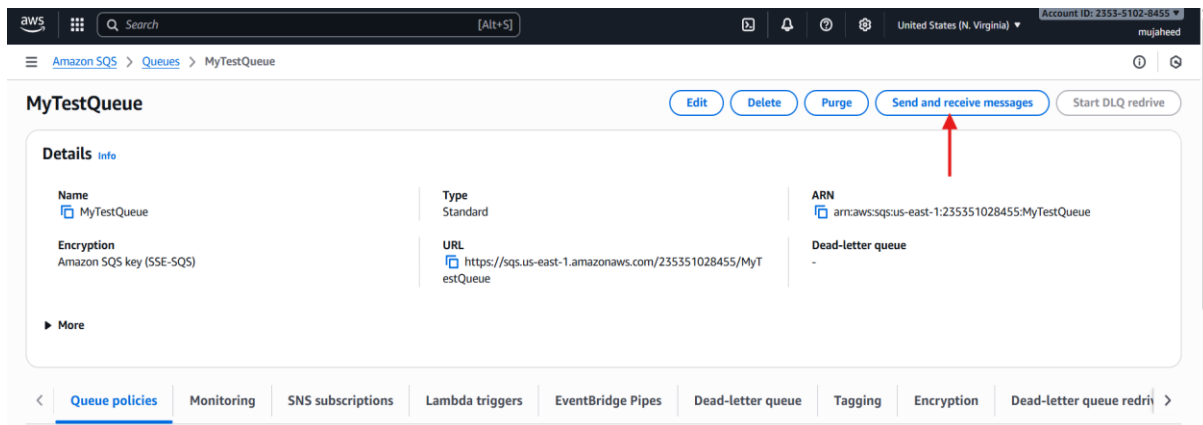 aws Search [Alt+S] United States (N. Virginia) Account ID: 2353-5102-8455
mujaheed
Amazon SQS > Queues > MyTestQueue
MyTestQueue Edit Delete Purge Send and receive messages Start DLQ redrive
Details Info
Name Type ARN
MyTestQueue Standard arn:aws:sqs:us-east-1:235351028455:MyTestQueue
Encryption URL Dead-letter queue
Amazon SQS key (SSE-SQS) https://sqs.us-east-1.amazonaws.com/235351028455/MyT -
estQueue
More
Queue policies Monitoring SNS subscriptions Lambda triggers EventBridge Pipes Dead-letter queue Tagging Encryption Dead-letter queue redriv